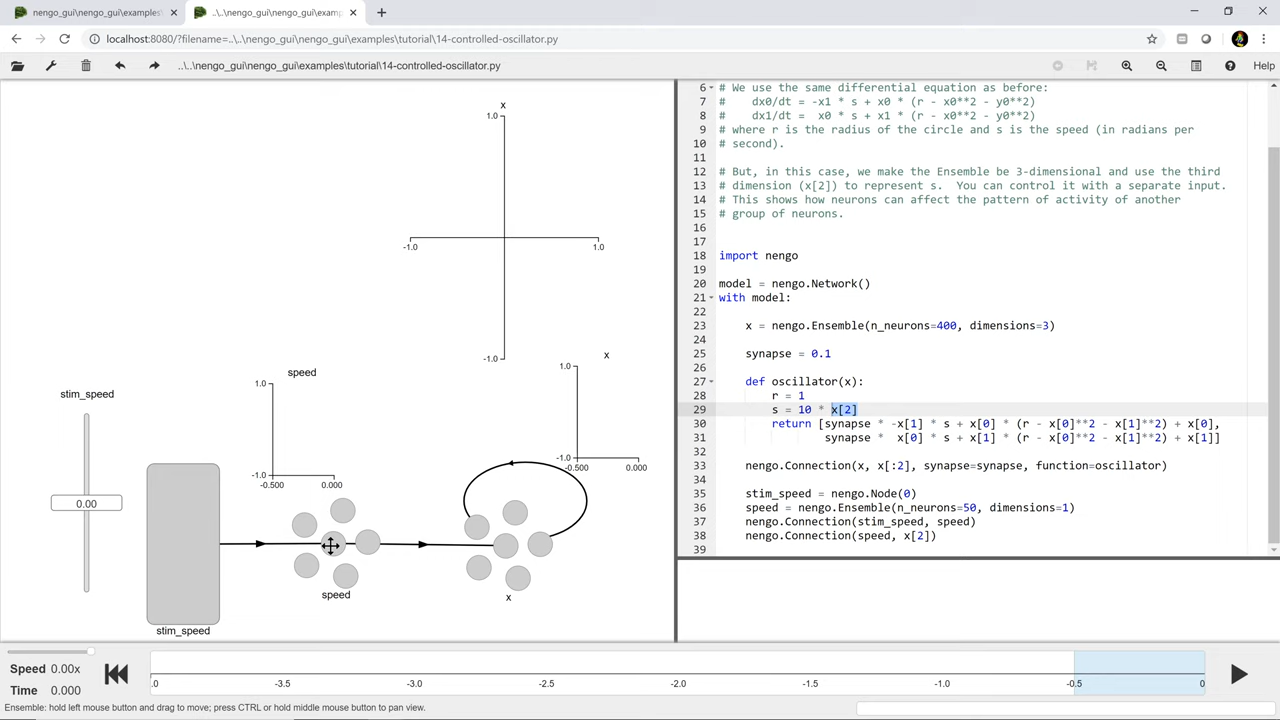 nengo_gui\nengo_gui\examples\
..\..\nengo_gui\nengo_gui\exam
localhost:8080/?filename=..\..\nengo_gui\nengo_gui\examples\tutorial\14-controlled-oscillator.py
..\..\nengo_gui\nengo_gui\examples\tutorial\14-controlled-oscillator.py
Help
x
1.0
-1.0
1.0
-1.0
x
1.0
-1.0
-0.500
0.000
speed
1.0
-1.0
-0.500
0.000
stim_speed
0.00
stim_speed
speed
x
6 # We use the same differential equation as before:
7 #    dx0/dt = -x1 * s + x0 * (r - x0**2 - y0**2)
8 #    dx1/dt =  x0 * s + x1 * (r - x0**2 - y0**2)
9 # where r is the radius of the circle and s is the speed (in radians per
10 # second).
11
12 # But, in this case, we make the Ensemble be 3-dimensional and use the third
13 # dimension (x[2]) to represent s.  You can control it with a separate input.
14 # This shows how neurons can affect the pattern of activity of another
15 # group of neurons.
16
17
18 import nengo
19
20 model = nengo.Network()
21 with model:
22
23     x = nengo.Ensemble(n_neurons=400, dimensions=3)
24
25     synapse = 0.1
26
27     def oscillator(x):
28         r = 1
29         s = 10 * x[2]
30         return [synapse * -x[1] * s + x[0] * (r - x[0]**2 - x[1]**2) + x[0],
31                 synapse *  x[0] * s + x[1] * (r - x[0]**2 - x[1]**2) + x[1]]
32
33     nengo.Connection(x, x[:2], synapse=synapse, function=oscillator)
34
35     stim_speed = nengo.Node(0)
36     speed = nengo.Ensemble(n_neurons=50, dimensions=1)
37     nengo.Connection(stim_speed, speed)
38     nengo.Connection(speed, x[2])
39
Speed 0.00x
Time 0.000
.0 -3.5 -3.0 -2.5 -2.0 -1.5 -1.0 -0.5 0
Ensemble: hold left mouse button and drag to move; press CTRL or hold middle mouse button to pan view.